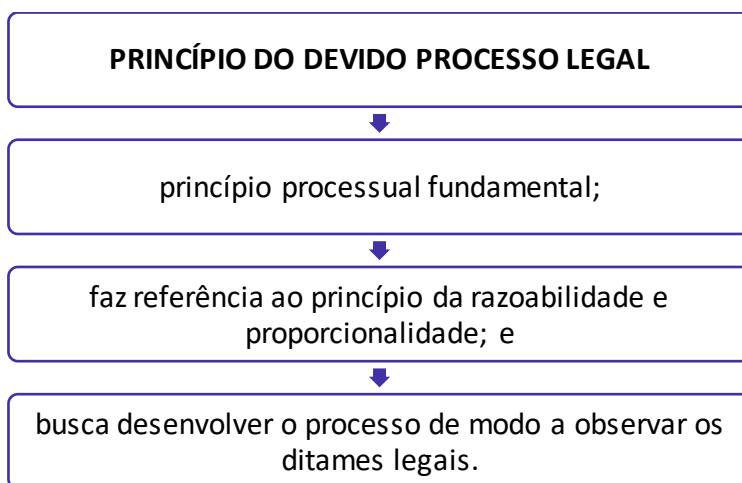 PRINCÍPIO DO DEVIDO PROCESSO LEGAL
princípio processual fundamental;
faz referência ao princípio da razoabilidade e
proporcionalidade; e
busca desenvolver o processo de modo a observar os
ditames legais.